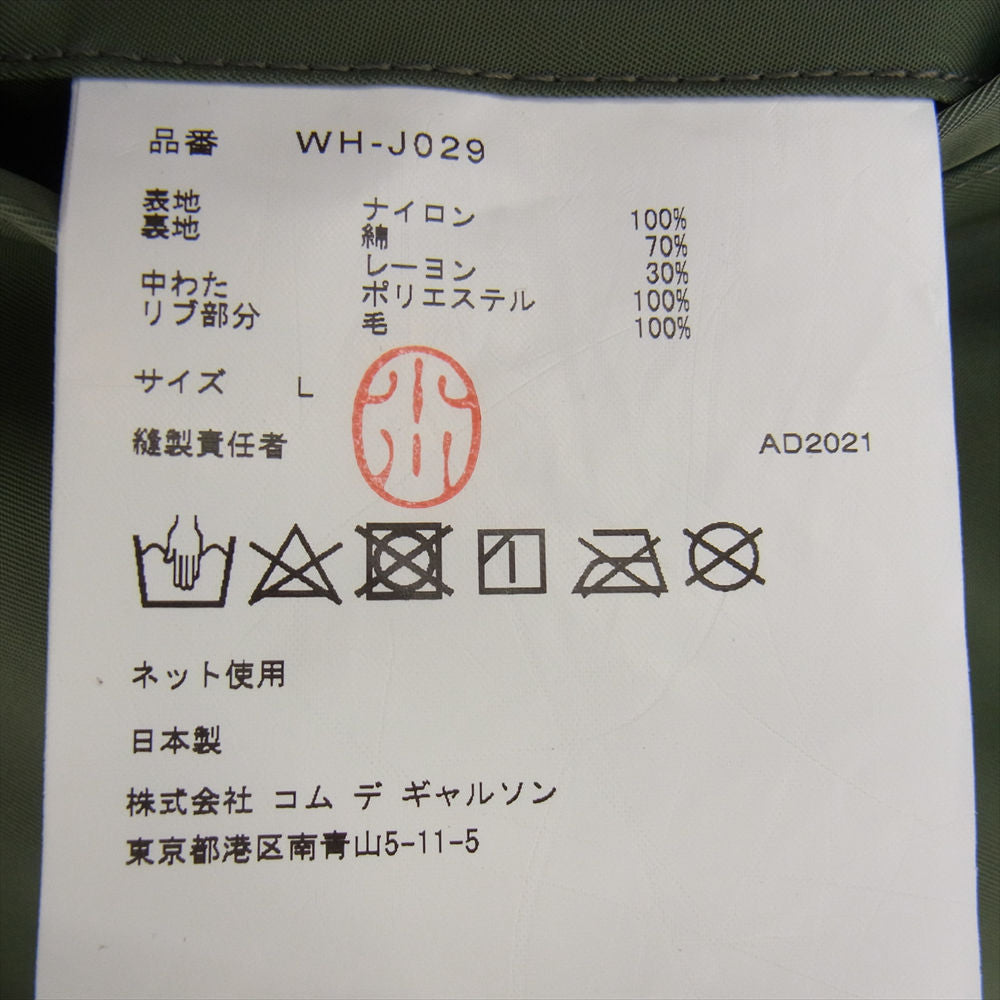 品番 WH-J029
表地 ナイロン 100%
裏地 綿 70%
レーヨン 30%
中わた ポリエステル 100%
リブ部分 毛 100%
サイズ L
縫製責任者
AD2021
ネット使用
日本製
株式会社 コム デ ギャルソン
東京都港区南青山5-11-5